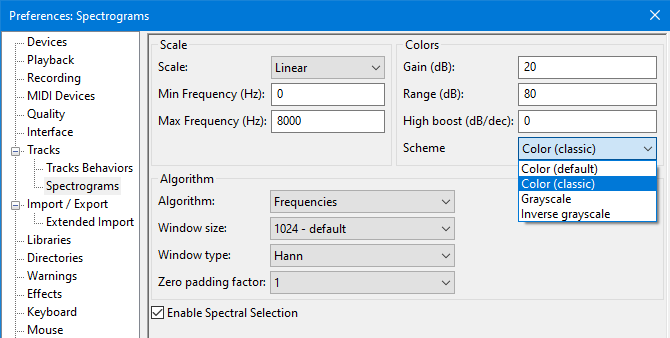 Preferences: Spectrograms
Devices
Playback
Recording
MIDI Devices
Quality
Interface
Tracks
Tracks Behaviors
Spectrograms
Import / Export
Extended Import
Libraries
Directories
Warnings
Effects
Keyboard
Mouse
Scale
Scale: Linear
Min Frequency (Hz): 0
Max Frequency (Hz): 8000
Colors
Gain (dB): 20
Range (dB): 80
High boost (dB/dec): 0
Scheme Color (classic)
Color (default)
Color (classic)
Grayscale
Inverse grayscale
Algorithm
Algorithm: Frequencies
Window size: 1024 - default
Window type: Hann
Zero padding factor: 1
Enable Spectral Selection